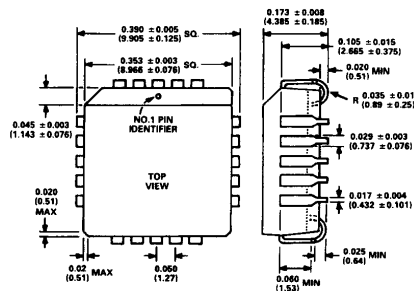 0.390 ±0.005 SQ.
(9.905 ±0.125)
0.353 ±0.003 SQ.
(8.966 ±0.076)
0.173 ±0.008
(4.385 ±0.185)
0.105 ±0.015
(2.665 ±0.375)
0.020 MIN
(0.51)
R 0.035 ±0.01
(0.89 ±0.25)
0.045 ±0.003
(1.143 ±0.076)
NO.1 PIN
IDENTIFIER
0.029 ±0.003
(0.737 ±0.076)
TOP
VIEW
0.020
(0.51)
MAX
0.017 ±0.004
(0.432 ±0.101)
0.02 MAX
(0.51)
0.050
(1.27)
0.060 MIN
(1.53)
0.025 MIN
(0.64)